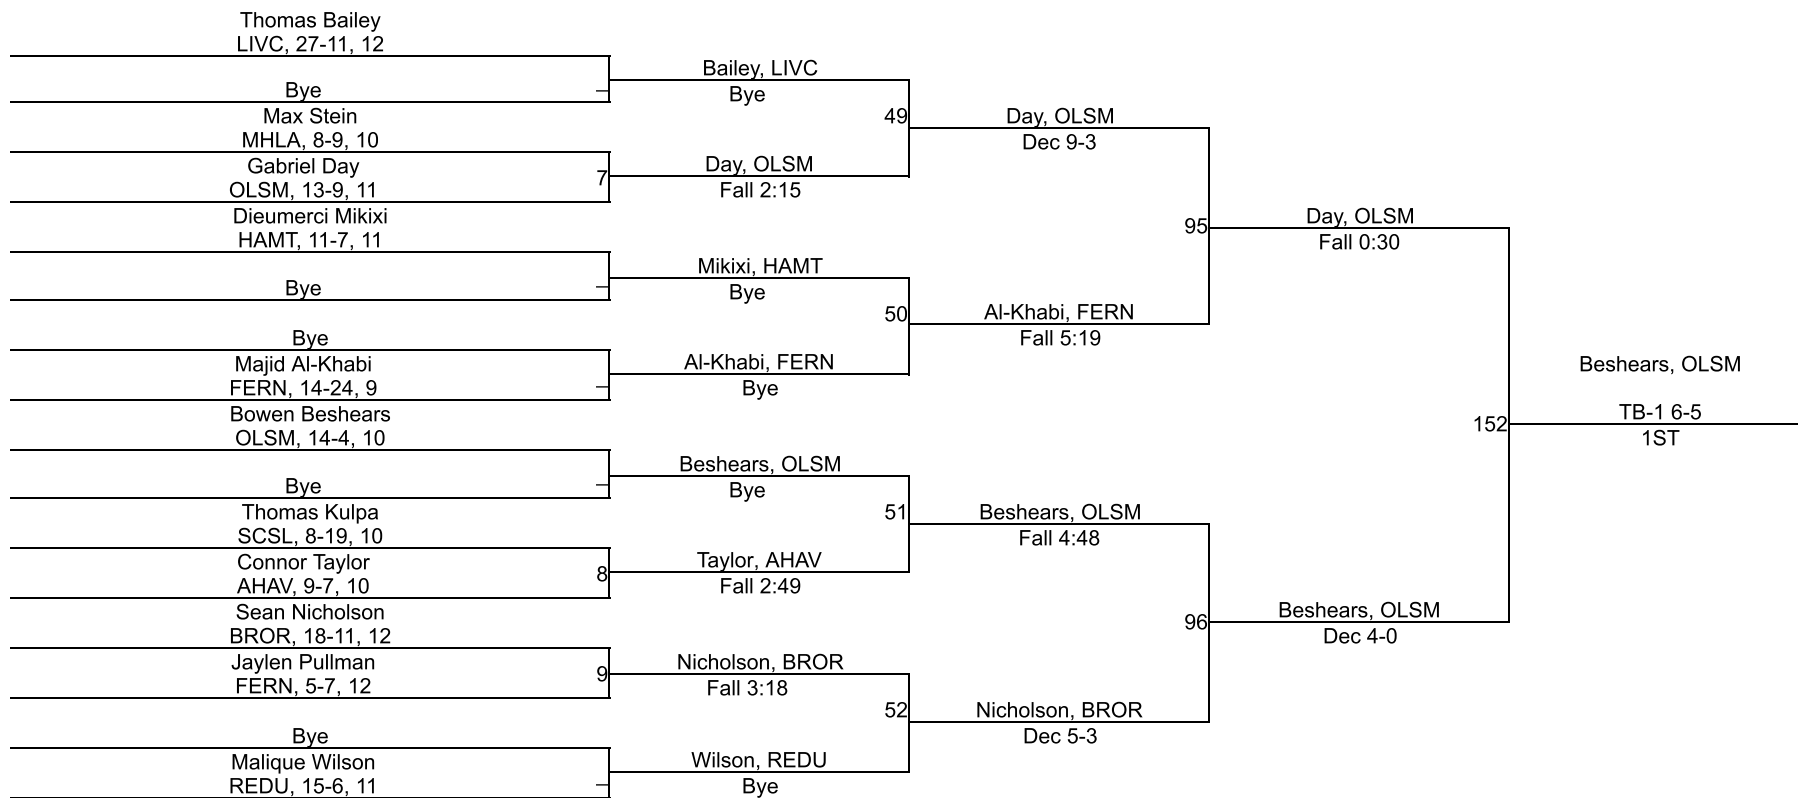 Thomas Bailey
LIVC, 27-11, 12
Bye
Max Stein
MHLA, 8-9, 10
Gabriel Day
OLSM, 13-9, 11
Dieumerci Mikixi
HAMT, 11-7, 11
Bye
Bye
Majid Al-Khabi
FERN, 14-24, 9
Bowen Beshears
OLSM, 14-4, 10
Bye
Thomas Kulpa
SCSL, 8-19, 10
Connor Taylor
AHAV, 9-7, 10
Sean Nicholson
BROR, 18-11, 12
Jaylen Pullman
FERN, 5-7, 12
Bye
Malique Wilson
REDU, 15-6, 11
7
8
9
Bailey, LIVC
Bye
Day, OLSM
Fall 2:15
Mikixi, HAMT
Bye
Al-Khabi, FERN
Bye
Beshears, OLSM
Bye
Taylor, AHAV
Fall 2:49
Nicholson, BROR
Fall 3:18
Wilson, REDU
Bye
49
50
51
52
Day, OLSM
Dec 9-3
Al-Khabi, FERN
Fall 5:19
Beshears, OLSM
Fall 4:48
Nicholson, BROR
Dec 5-3
95
96
Day, OLSM
Fall 0:30
Beshears, OLSM
Dec 4-0
152
Beshears, OLSM
TB-1 6-5
1ST